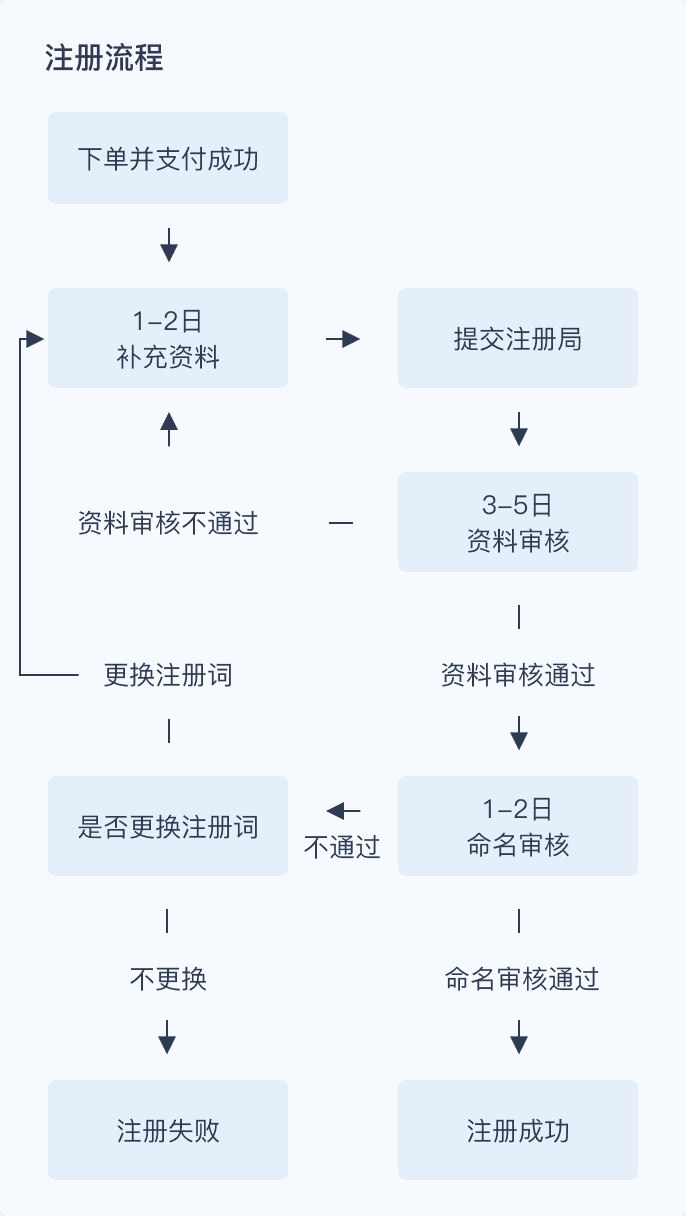 注册流程
下单并支付成功
1-2日
补充资料
提交注册局
3-5日
资料审核
资料审核不通过
更换注册词
资料审核通过
是否更换注册词
不通过
1-2日
命名审核
不更换
命名审核通过
注册失败
注册成功